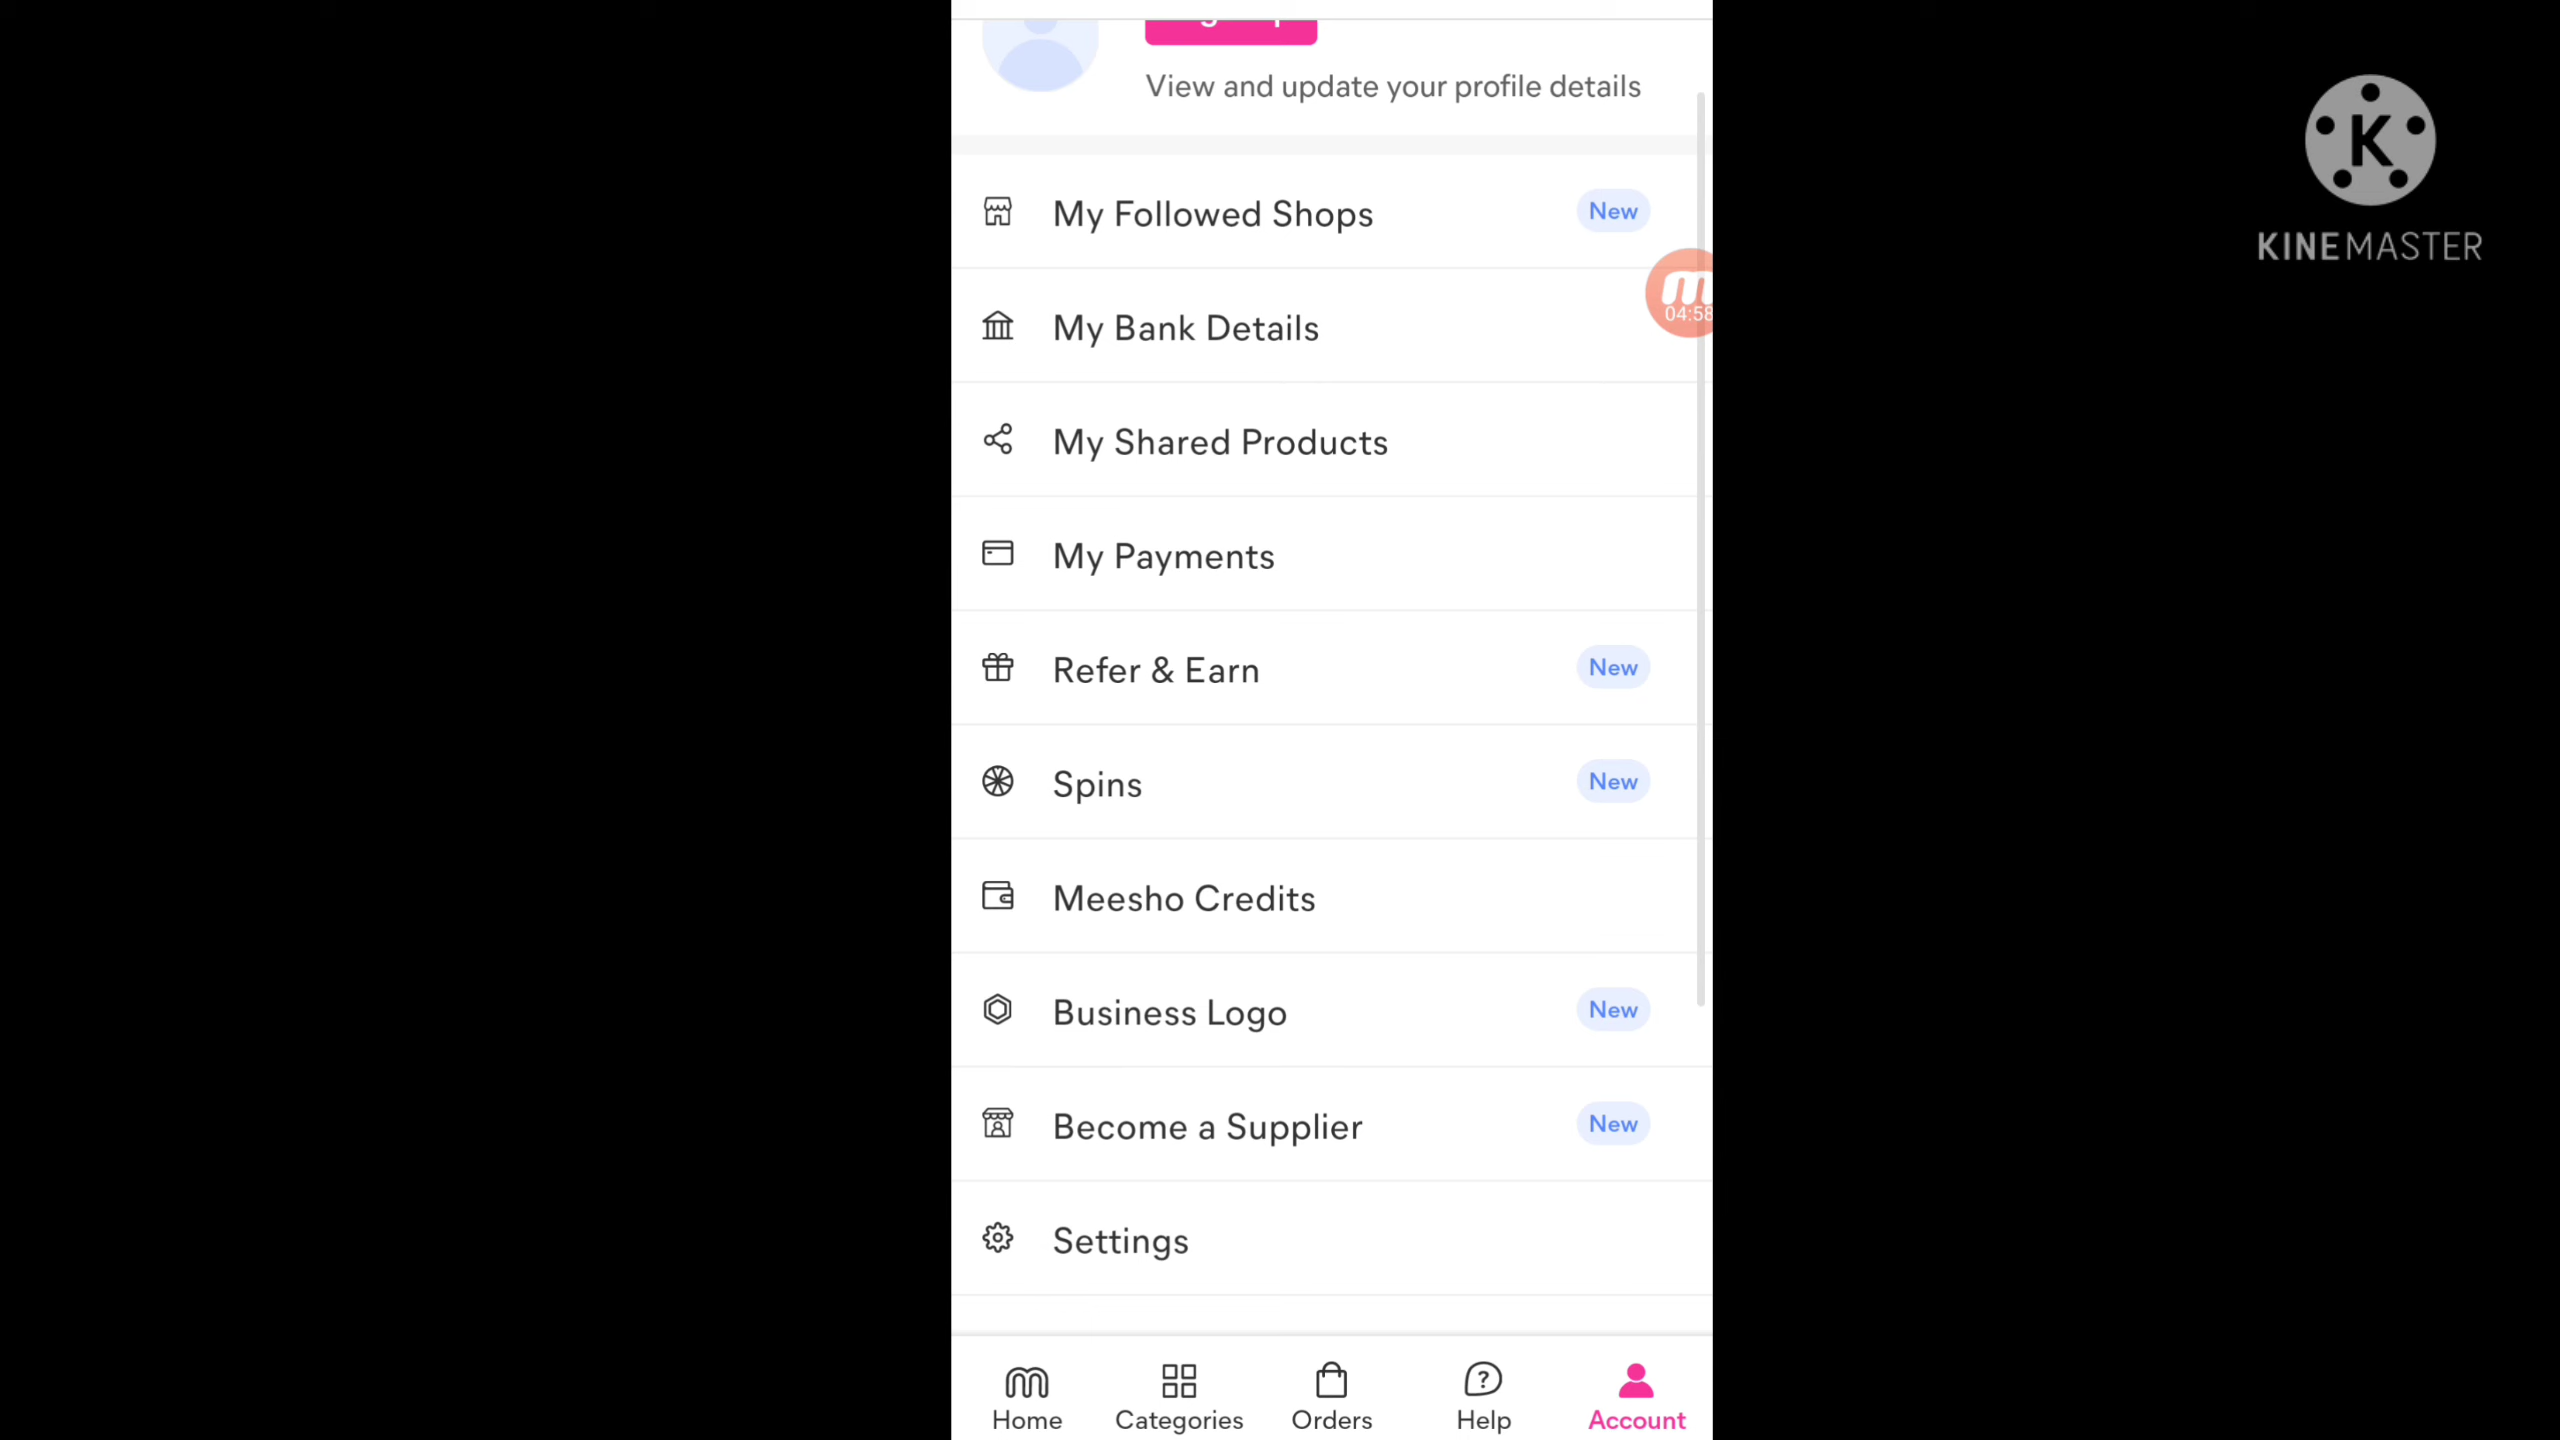 View and update your profile details
My Followed Shops New
My Bank Details
04:58
My Shared Products
My Payments
Refer & Earn New
Spins New
Meesho Credits
Business Logo New
Become a Supplier New
Settings
Home Categories Orders Help Account
K
KINEMASTER